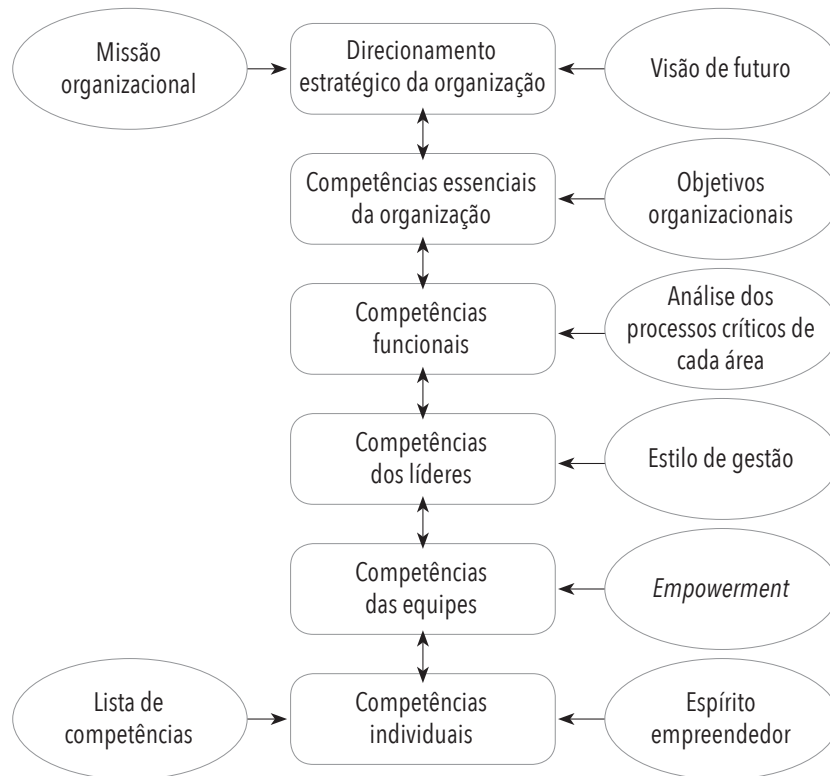 Missão
organizacional
Direcionamento
estratégico da organização
Visão de futuro
Competências essenciais
da organização
Objetivos
organizacionais
Competências
funcionais
Análise dos
processos críticos de
cada área
Competências
dos líderes
Estilo de gestão
Competências
das equipes
Empowerment
Lista de
competências
Competências
individuais
Espírito
empreendedor